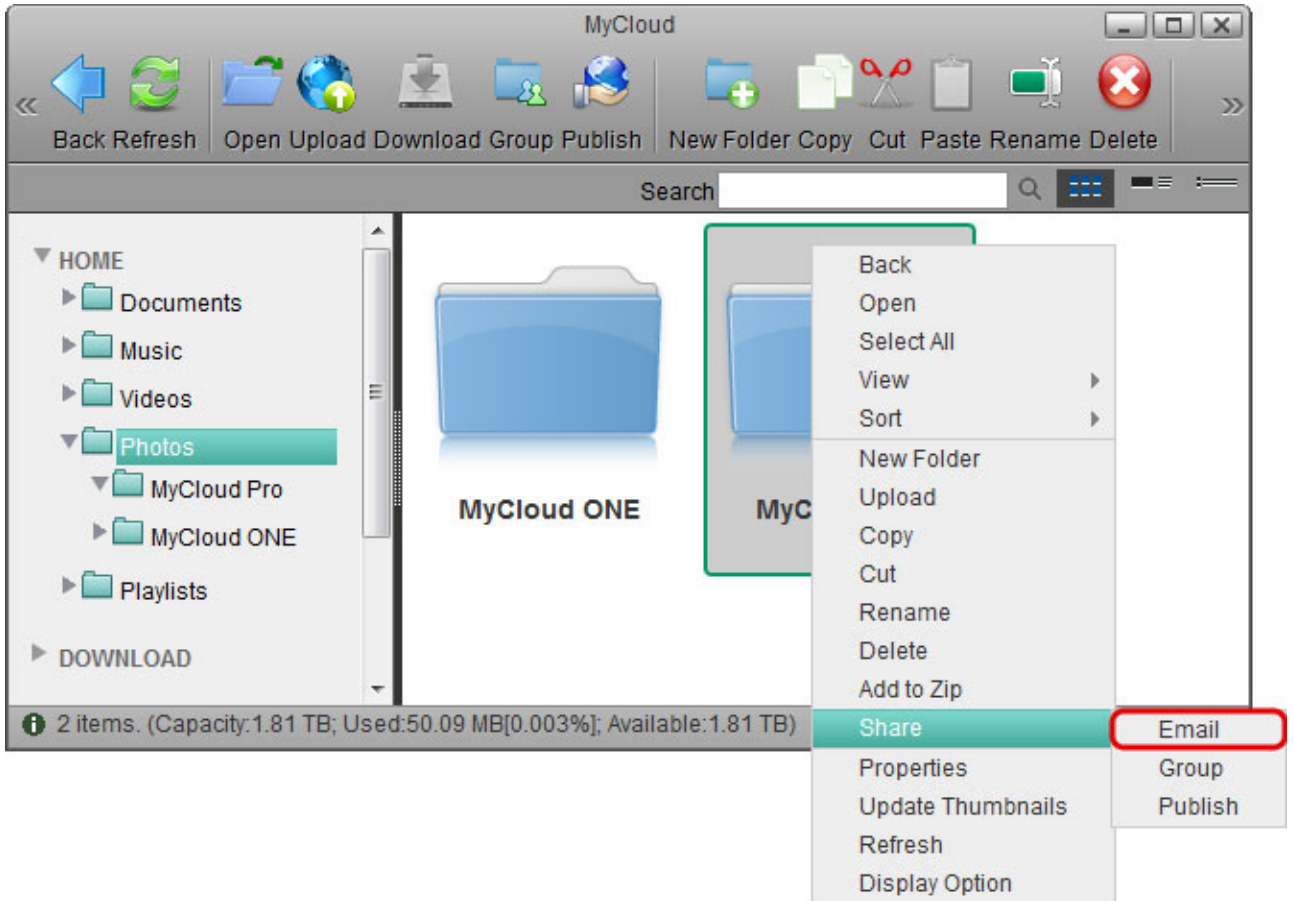 MyCloud
Back Refresh Open Upload Download Group Publish New Folder Copy Cut Paste Rename Delete
Search
HOME
Documents
Music
Videos
Photos
MyCloud Pro
MyCloud ONE
Playlists
DOWNLOAD
MyCloud ONE
MyC
Back
Open
Select All
View
Sort
New Folder
Upload
Copy
Cut
Rename
Delete
Add to Zip
Share
Properties
Update Thumbnails
Refresh
Display Option
Email
Group
Publish
2 items. (Capacity:1.81 TB; Used:50.09 MB[0.003%]; Available:1.81 TB)